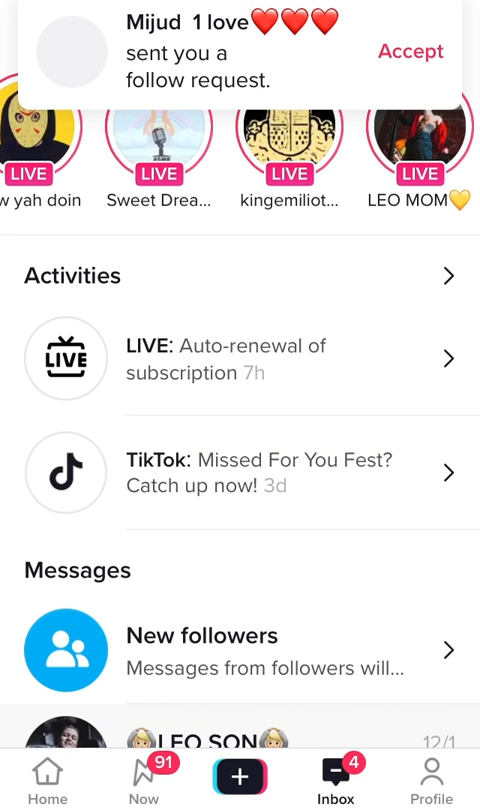 Mijud 1 love❤️❤️❤️
sent you a
follow request.
Accept
LIVE
LIVE
LIVE
LIVE
w yah doin
Sweet Drea...
kingemiliot...
LEO MOM💛
Activities
LIVE
LIVE: Auto-renewal of
subscription 7h
TikTok: Missed For You Fest?
Catch up now! 3d
Messages
New followers
Messages from followers will...
👼🏼LEO SON👼🏼
12/1
91
4
Home
Now
Inbox
Profile